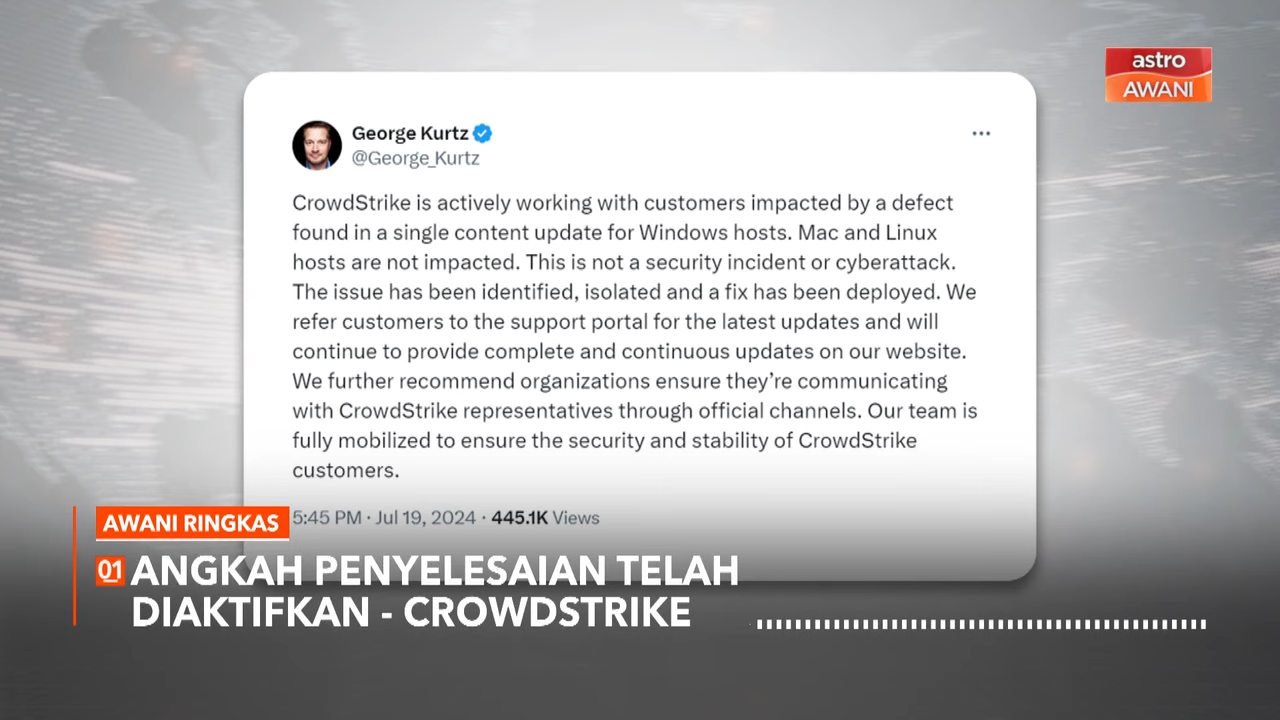 astro
AWANI
George Kurtz
@George_Kurtz
CrowdStrike is actively working with customers impacted by a defect
found in a single content update for Windows hosts. Mac and Linux
hosts are not impacted. This is not a security incident or cyberattack.
The issue has been identified, isolated and a fix has been deployed. We
refer customers to the support portal for the latest updates and will
continue to provide complete and continuous updates on our website.
We further recommend organizations ensure they’re communicating
with CrowdStrike representatives through official channels. Our team is
fully mobilized to ensure the security and stability of CrowdStrike
customers.
5:45 PM · Jul 19, 2024 · 445.1K Views
AWANI RINGKAS
01 ANGKAH PENYELESAIAN TELAH
DIAKTIFKAN - CROWDSTRIKE